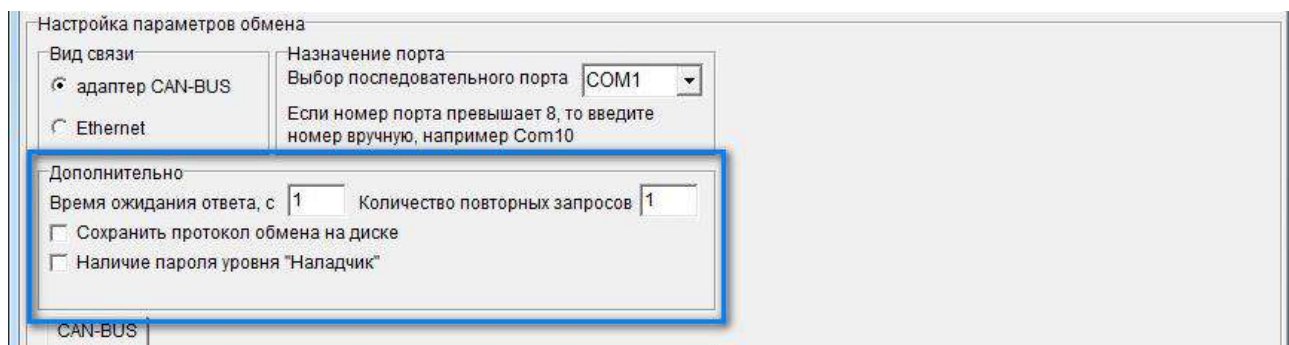 Настройка параметров обмена
Вид связи
адаптер CAN-BUS
Ethernet
Назначение порта
Выбор последовательного порта COM1
Если номер порта превышает 8, то введите
номер вручную, например Com10
Дополнительно
Время ожидания ответа, с 1 Количество повторных запросов 1
Сохранить протокол обмена на диске
Наличие пароля уровня "Наладчик"
CAN-BUS